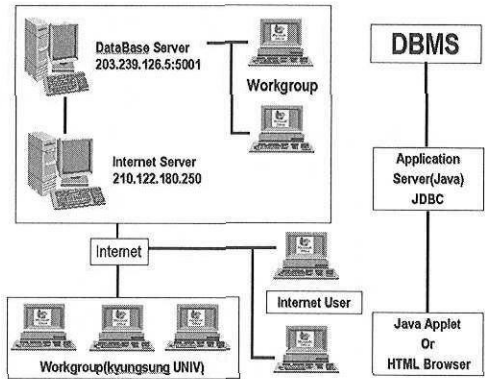 DataBase Server
203.239.126.5:5001
Workgroup
Internet Server
210.122.180.250
Internet
Internet User
Workgroup(kyungsung UNIV)
DBMS
Application
Server(Java)
JDBC
Java Applet
Or
HTML Browser